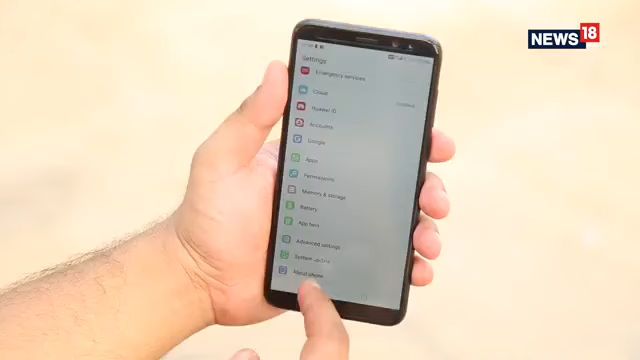 NEWS18
Settings
Emergency services
Cloud
Huawei ID
Accounts
Google
Apps
Permissions
Memory & storage
Battery
App twin
Advanced settings
System update
About phone